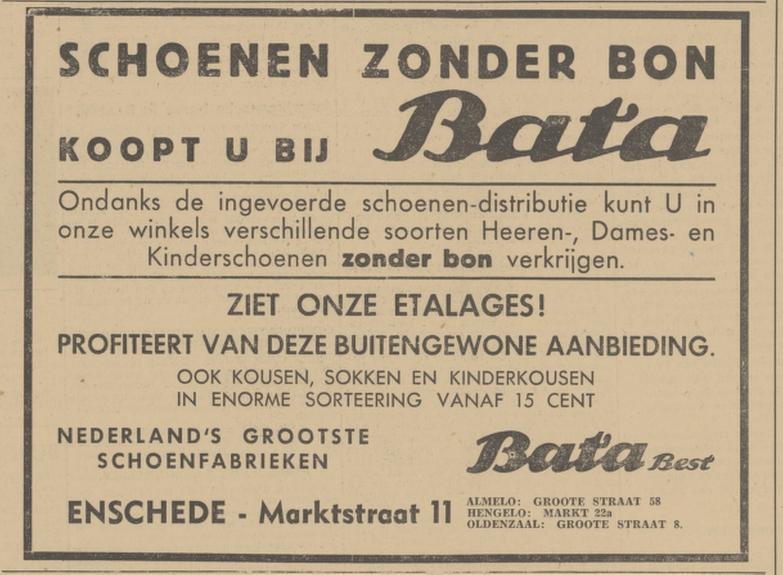 SCHOENEN ZONDER BON
KOOPT U BIJ Bata
Ondanks de ingevoerde schoenen-distributie kunt U in
onze winkels verschillende soorten Heeren-, Dames- en
Kinderschoenen zonder bon verkrijgen.
ZIET ONZE ETALAGES!
PROFITEERT VAN DEZE BUITENGEWONE AANBIEDING.
OOK KOUSEN, SOKKEN EN KINDERKOUSEN
IN ENORME SORTEERING VANAF 15 CENT
NEDERLAND'S GROOTSTE
SCHOENFABRIEKEN
Bata Best
ENSCHEDE - Marktstraat 11
ALMELO: GROOTE STRAAT 58
HENGELO: MARKT 22a
OLDENZAAL: GROOTE STRAAT 8.